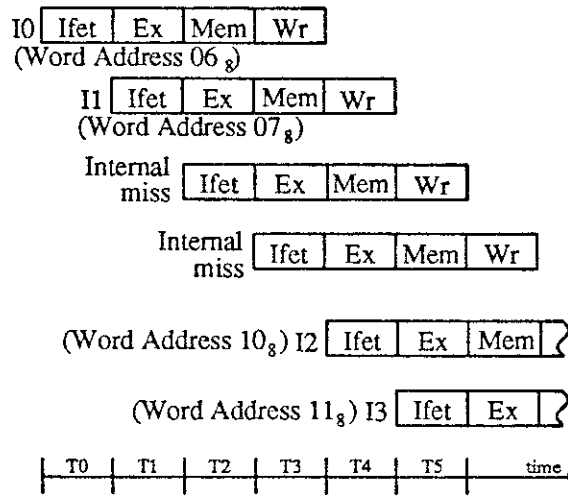 I0 Ifet Ex Mem Wr
(Word Address 06 8)
I1 Ifet Ex Mem Wr
(Word Address 07₈)
Internal miss Ifet Ex Mem Wr
Internal miss Ifet Ex Mem Wr
(Word Address 10₈) I2 Ifet Ex Mem
(Word Address 11₈) I3 Ifet Ex
T0 T1 T2 T3 T4 T5 time